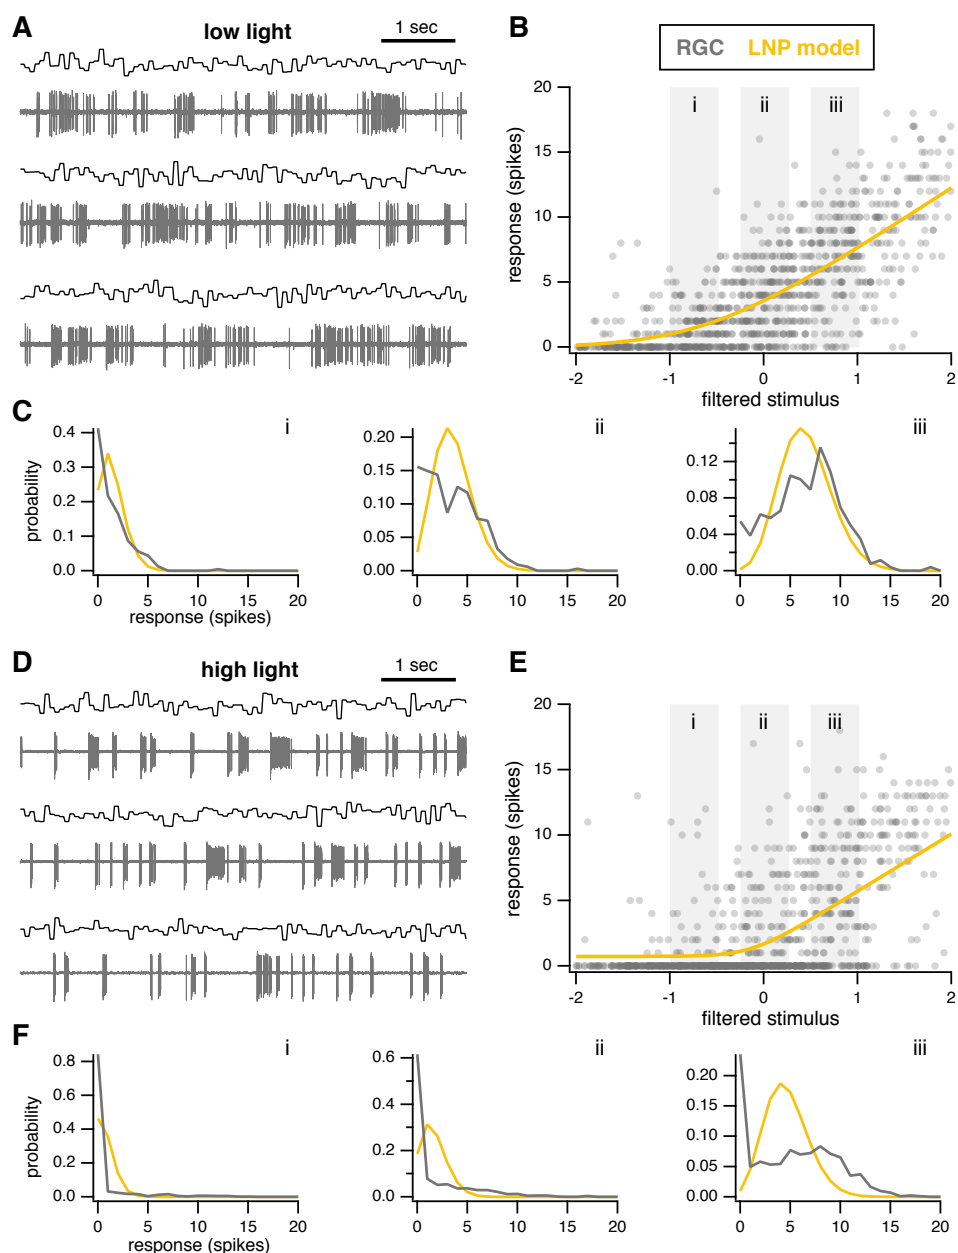 A
low light
1 sec
B
RGC LNP model
20
15
10
5
0
response (spikes)
i ii iii
-2 -1 0 1 2
filtered stimulus
C
i
0.4
0.3
0.2
0.1
0.0
probability
0 5 10 15 20
response (spikes)
ii
0.20
0.15
0.10
0.05
0.00
0 5 10 15 20
iii
0.12
0.08
0.04
0.00
0 5 10 15 20
D
high light
1 sec
E
20
15
10
5
0
response (spikes)
i ii iii
-2 -1 0 1 2
filtered stimulus
F
i
0.8
0.6
0.4
0.2
0.0
probability
0 5 10 15 20
response (spikes)
ii
0.6
0.4
0.2
0.0
0 5 10 15 20
iii
0.20
0.15
0.10
0.05
0.00
0 5 10 15 20